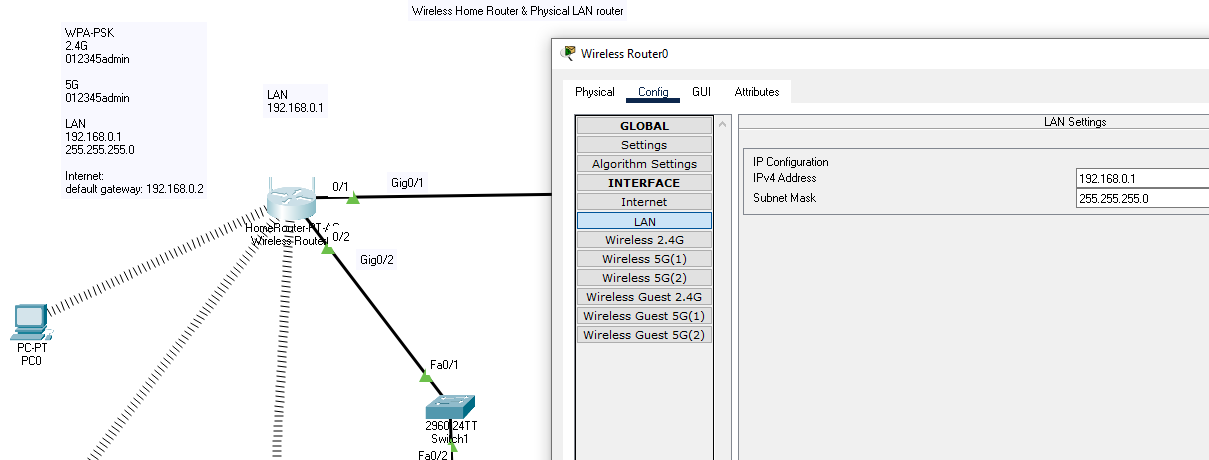 Wireless Home Router & Physical LAN router
WPA-PSK
2.4G
012345admin
5G
012345admin
LAN
192.168.0.1
255.255.255.0
Internet:
default gateway: 192.168.0.2
LAN
192.168.0.1
0/1
Gig0/1
HomeRouter-PT-AC
Wireless Router0
0/2
Gig0/2
PC-PT
PC0
Fa0/1
2960-24TT
Switch1
Fa0/2
Wireless Router0
Physical
Config
GUI
Attributes
GLOBAL
Settings
Algorithm Settings
INTERFACE
Internet
LAN
Wireless 2.4G
Wireless 5G(1)
Wireless 5G(2)
Wireless Guest 2.4G
Wireless Guest 5G(1)
Wireless Guest 5G(2)
LAN Settings
IP Configuration
IPv4 Address
192.168.0.1
Subnet Mask
255.255.255.0